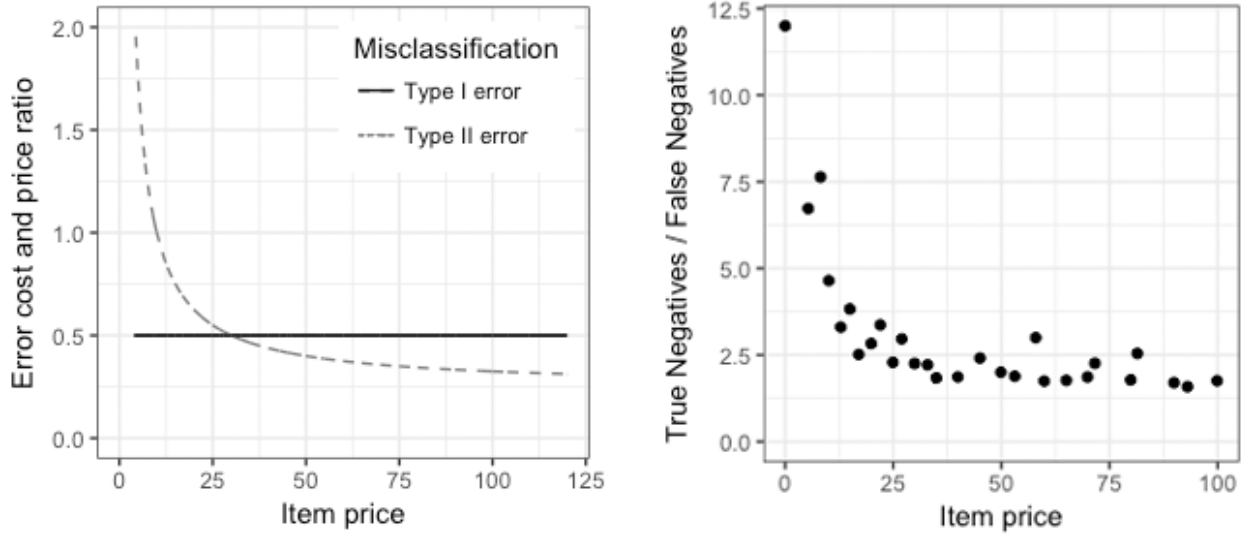 Error cost and price ratio
2.0
1.5
1.0
0.5
0.0
Misclassification
Type I error
Type II error
0 25 50 75 100 125
Item price
True Negatives / False Negatives
12.5
10.0
7.5
5.0
2.5
0.0
0 25 50 75 100
Item price